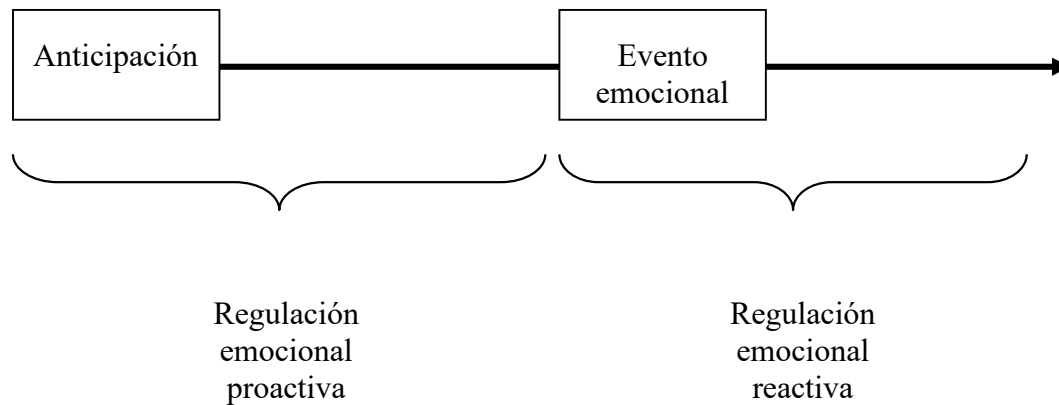 Anticipación
Evento
emocional
Regulación
emocional
proactiva
Regulación
emocional
reactiva